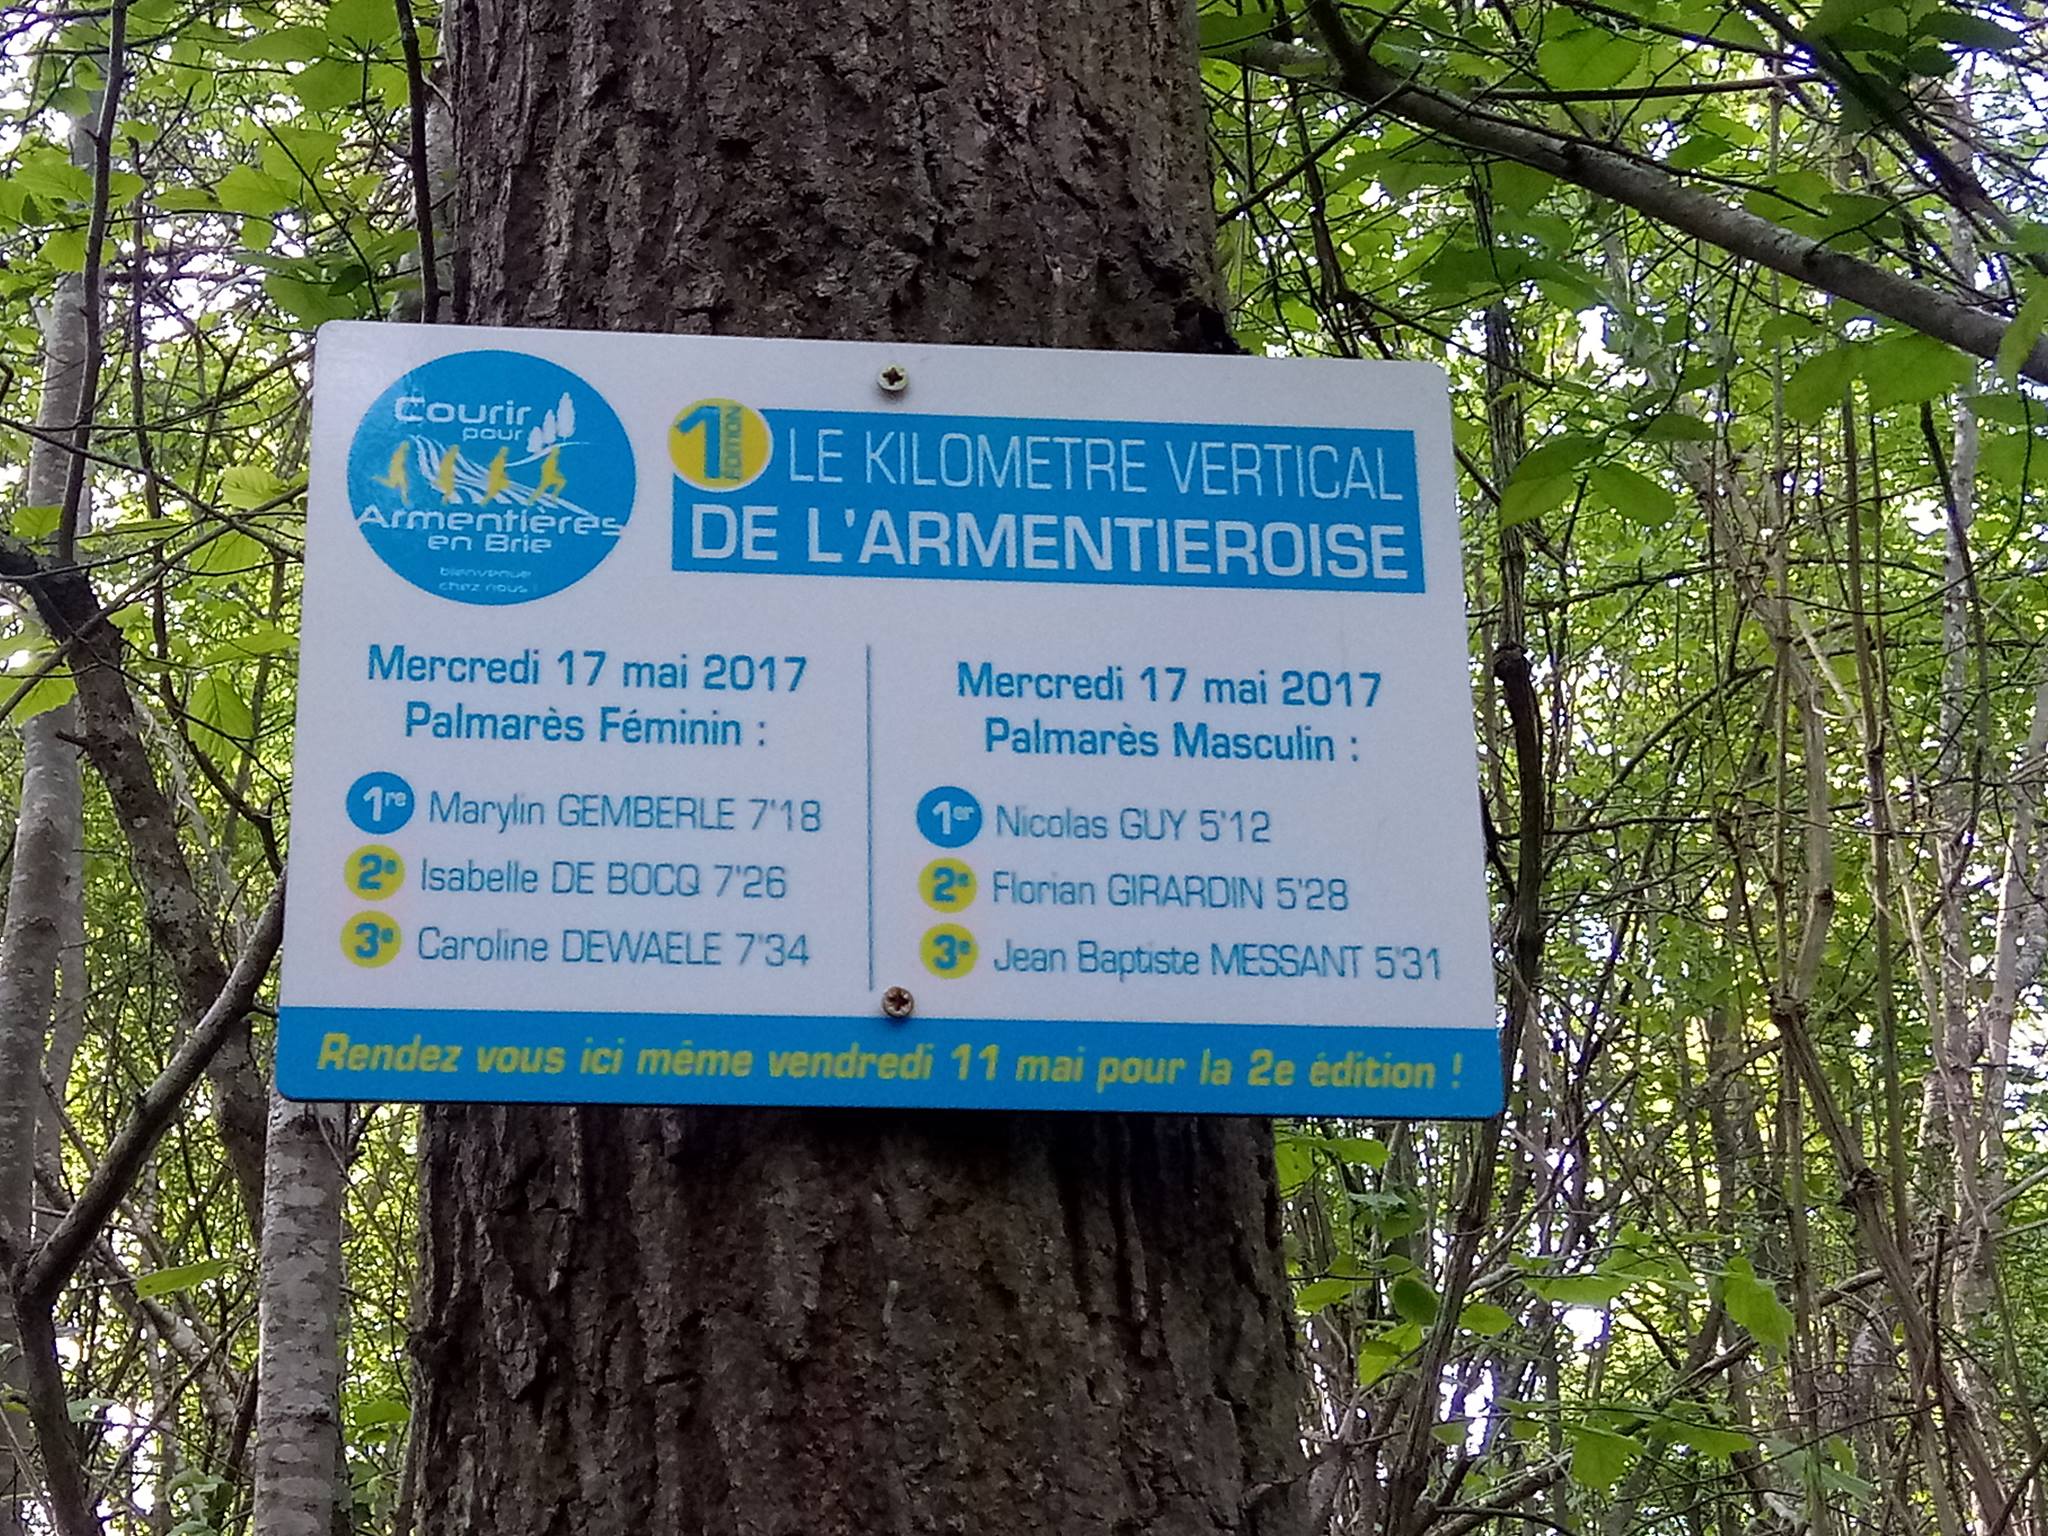 Courir
pour
Armentières
en Brie
bienvenue
chez nous !
1 ÉDITION
LE KILOMETRE VERTICAL
DE L'ARMENTIEROISE
Mercredi 17 mai 2017
Palmarès Féminin :
1re Marylin GEMBERLE 7'18
2e Isabelle DE BOCQ 7'26
3e Caroline DEWAELE 7'34
Mercredi 17 mai 2017
Palmarès Masculin :
1er Nicolas GUY 5'12
2e Florian GIRARDIN 5'28
3e Jean Baptiste MESSANT 5'31
Rendez vous ici même vendredi 11 mai pour la 2e édition !